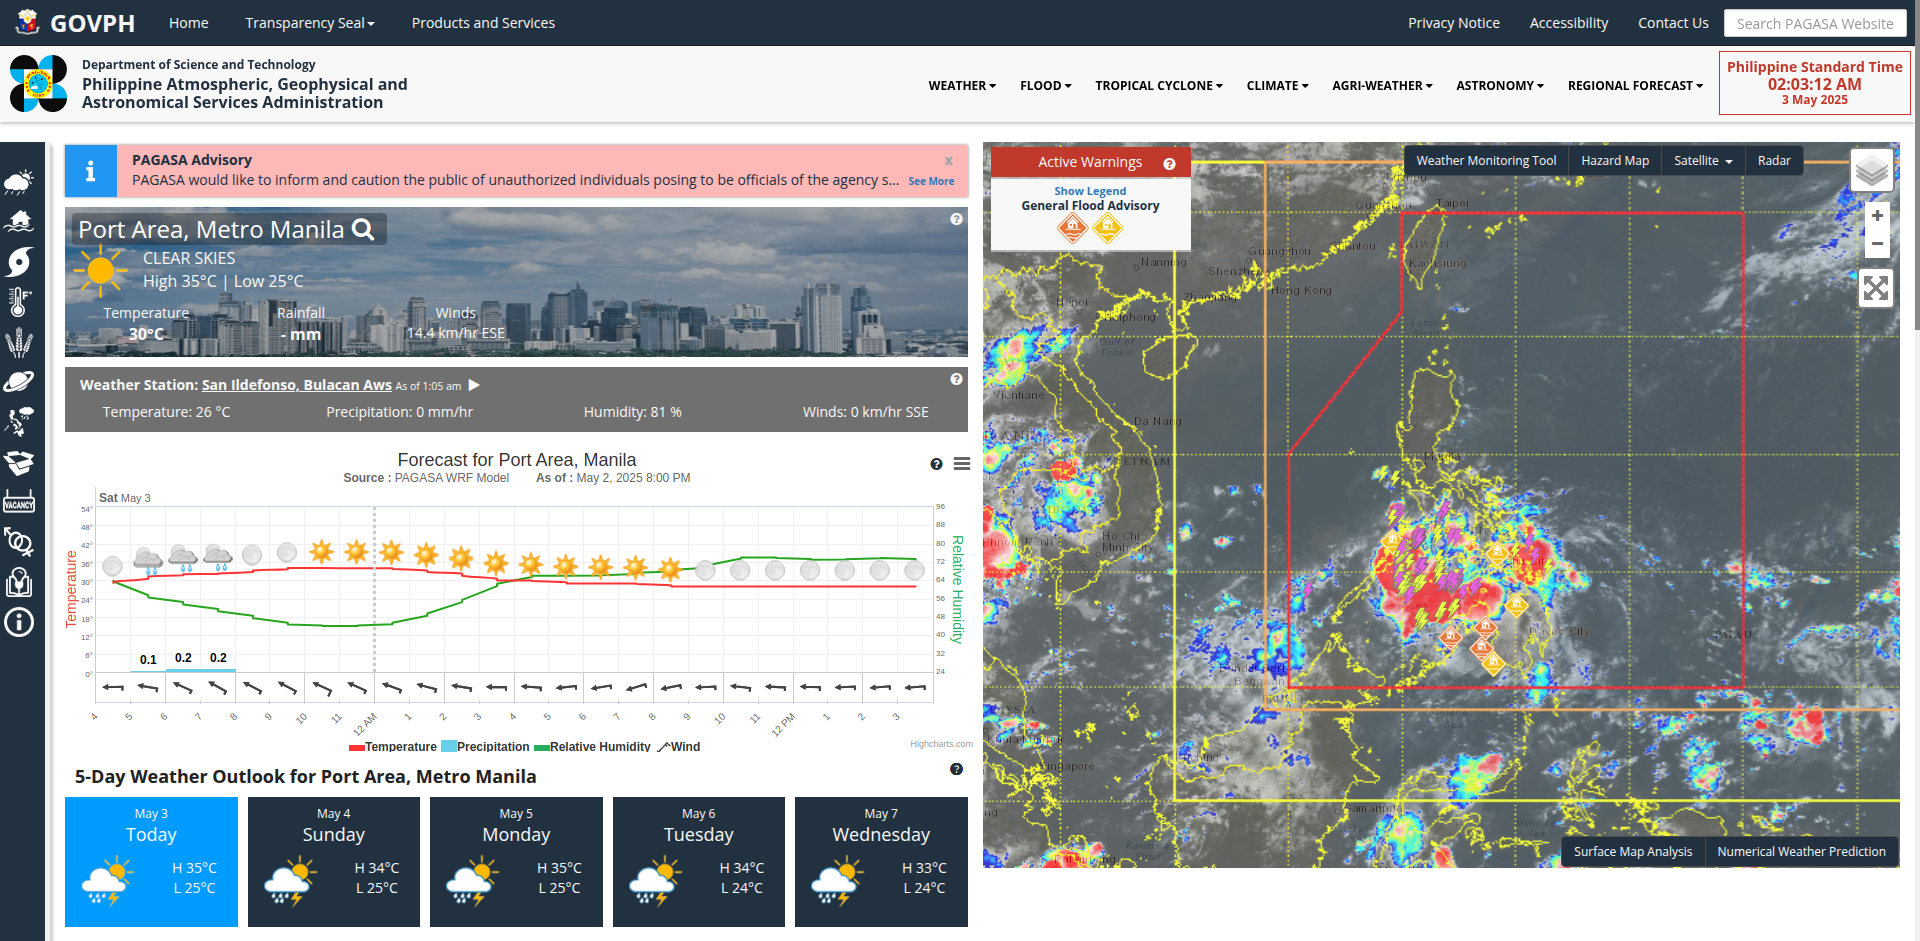 GOVPH
Home
Transparency Seal
Products and Services
Privacy Notice
Accessibility
Contact Us
Search PAGASA Website
Department of Science and Technology
Philippine Atmospheric, Geophysical and
Astronomical Services Administration
WEATHER
FLOOD
TROPICAL CYCLONE
CLIMATE
AGRI-WEATHER
ASTRONOMY
REGIONAL FORECAST
Philippine Standard Time
02:03:12 AM
3 May 2025
VACANCY
PAGASA Advisory
x
PAGASA would like to inform and caution the public of unauthorized individuals posing to be officials of the agency s... See More
Port Area, Metro Manila
CLEAR SKIES
High 35°C | Low 25°C
Temperature
30°C
Rainfall
- mm
Winds
14.4 km/hr ESE
Weather Station: San Ildefonso, Bulacan Aws As of 1:05 am
Temperature: 26 °C
Precipitation: 0 mm/hr
Humidity: 81 %
Winds: 0 km/hr SSE
Forecast for Port Area, Manila
Source : PAGASA WRF Model As of : May 2, 2025 8:00 PM
Sat May 3
Temperature
54°
48°
42°
36°
30°
24°
18°
12°
6°
0°
0.1
0.2
0.2
Relative Humidity
96
88
80
72
64
56
48
40
32
24
4 5 6 7 8 9 10 11 12 AM 1 2 3 4 5 6 7 8 9 10 11 12 PM 1 2 3
Temperature Precipitation Relative Humidity Wind
Highcharts.com
5-Day Weather Outlook for Port Area, Metro Manila
May 3
Today
H 35°C
L 25°C
May 4
Sunday
H 34°C
L 25°C
May 5
Monday
H 35°C
L 25°C
May 6
Tuesday
H 34°C
L 24°C
May 7
Wednesday
H 33°C
L 24°C
Active Warnings
Show Legend
General Flood Advisory
Weather Monitoring Tool
Hazard Map
Satellite
Radar
+
−
Taipei
Guangzhou
TAIWAN
Nanning
Shenzhen
Kaohsiung
Hong Kong
Hanoi
Gulf of
Tonkin
Vientiane
Da Nang
Manila
Ho Chi
Minh City
Davao City
PALAU
Bandar Seri
Begawan
Singapore
Samarinda
Surface Map Analysis
Numerical Weather Prediction